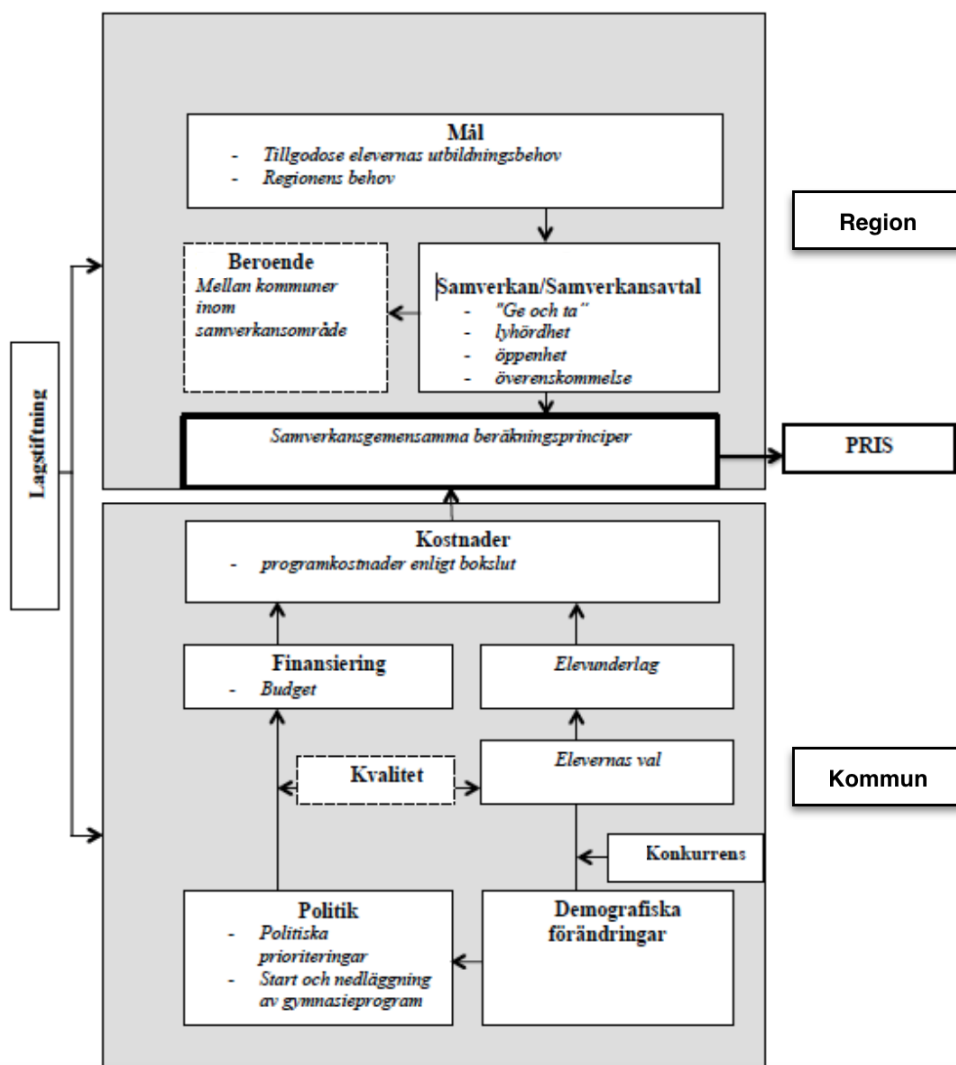 Mål
- Tillgodose elevernas utbildningsbehov
- Regionens behov
Region
Beroende
Mellan kommuner
inom
samverkansområde
Samverkan/Samverkansavtal
- "Ge och ta"
- lyhördhet
- öppenhet
- överenskommelse
Lagstiftning
Samverkansgemensamma beräkningsprinciper
PRIS
Kostnader
- programkostnader enligt bokslut
Finansiering
- Budget
Elevunderlag
Kvalitet
Elevernas val
Kommun
Konkurrens
Politik
- Politiska
prioriteringar
- Start och nedläggning
av gymnasieprogram
Demografiska
förändringar